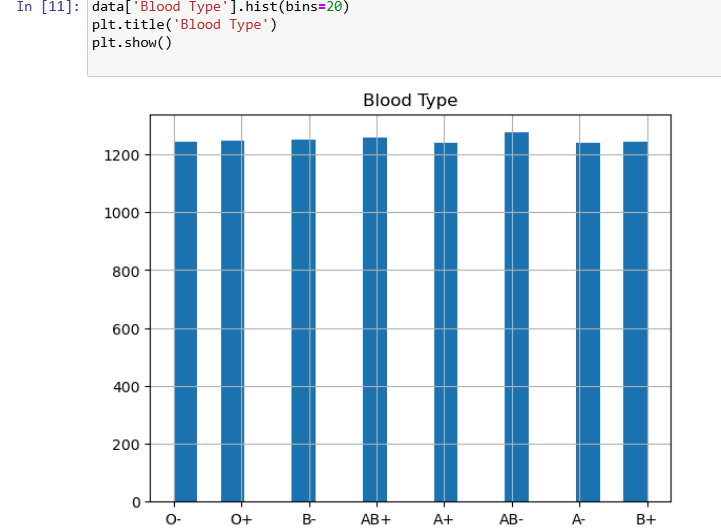 In [11]: data['Blood Type'].hist(bins=20)
plt.title('Blood Type')
plt.show()
Blood Type
1200
1000
800
600
400
200
0
O- O+ B- AB+ A+ AB- A- B+